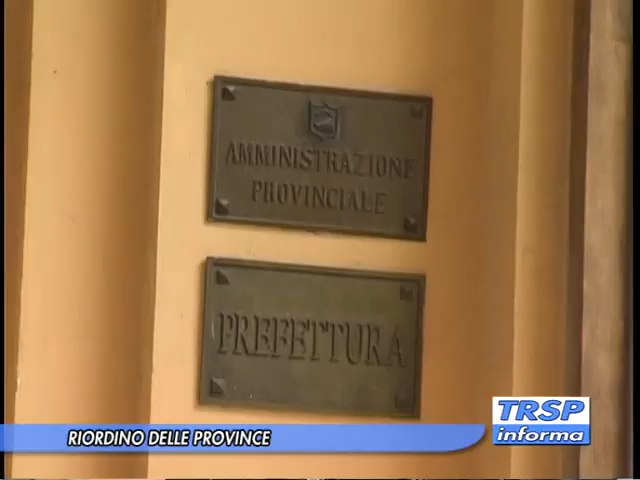 AMMINISTRAZIONE
PROVINCIALE
PREFETTURA
RIORDINO DELLE PROVINCE
TRSP
informa